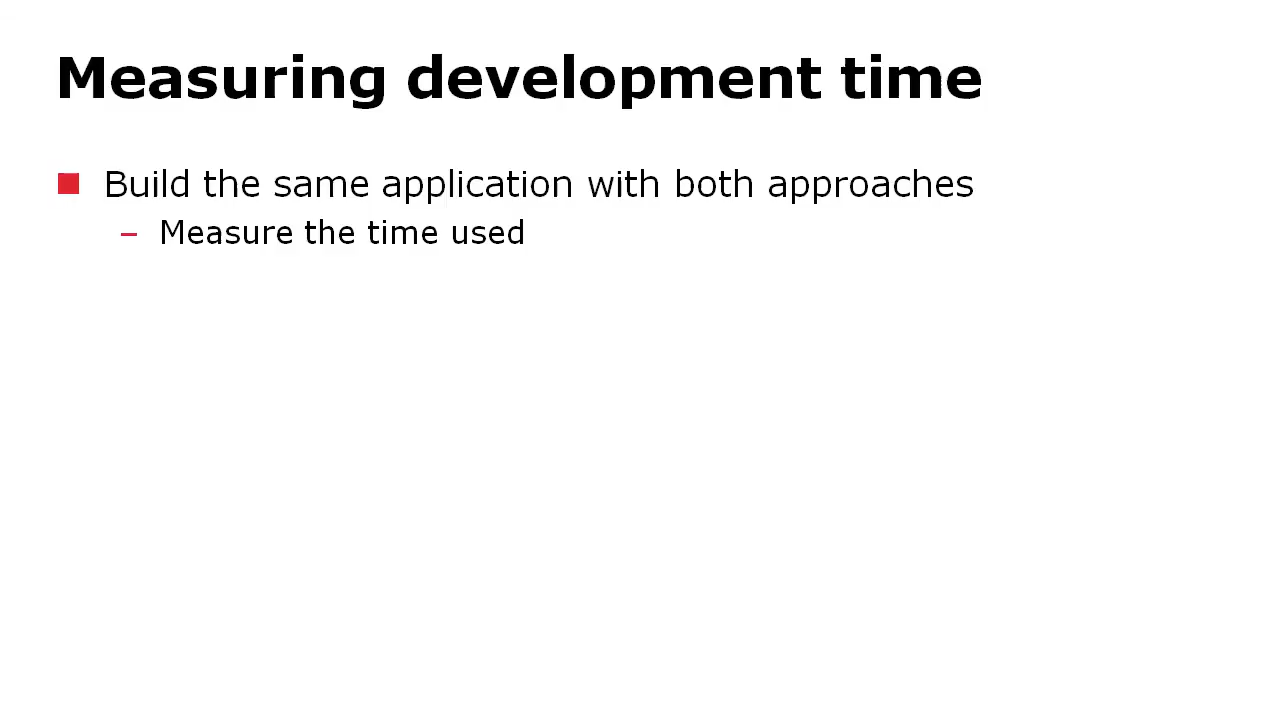 Measuring development time
Build the same application with both approaches
– Measure the time used